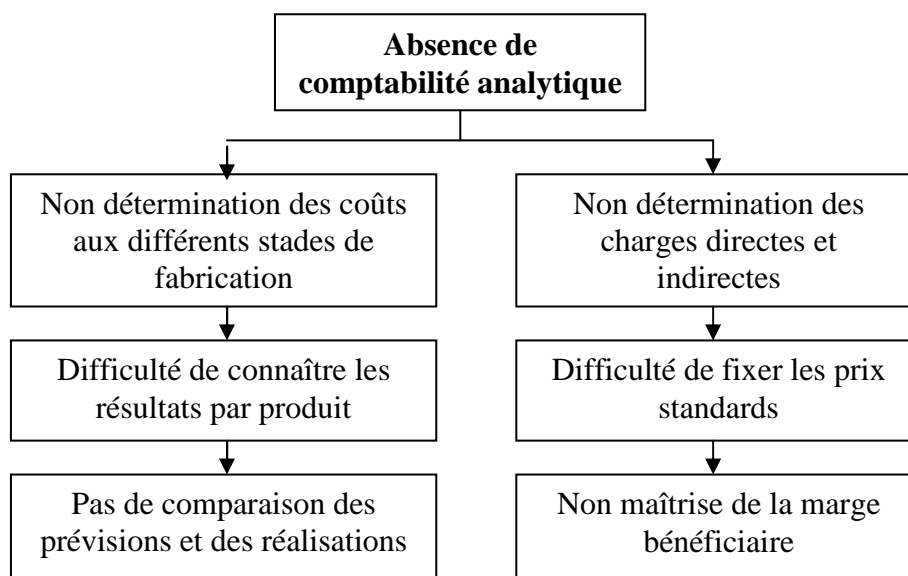 Absence de
comptabilité analytique
Non détermination des coûts
aux différents stades de
fabrication
Non détermination des
charges directes et
indirectes
Difficulté de connaître les
résultats par produit
Difficulté de fixer les prix
standards
Pas de comparaison des
prévisions et des réalisations
Non maîtrise de la marge
bénéficiaire